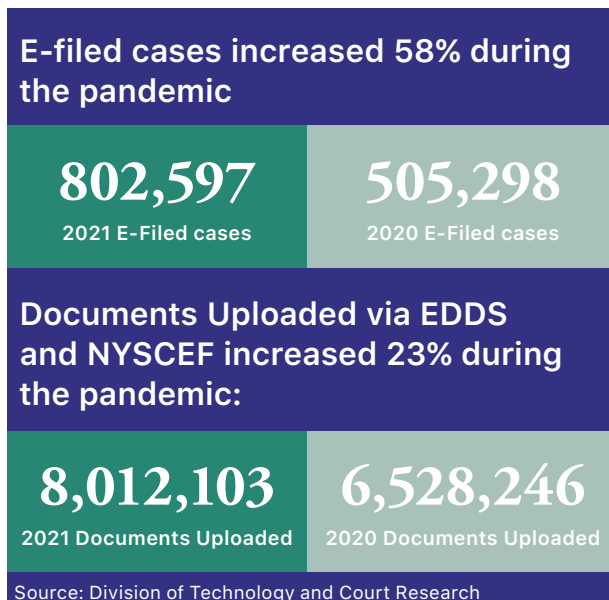 E-filed cases increased 58% during
the pandemic
802,597
505,298
2021 E-Filed cases
2020 E-Filed cases
Documents Uploaded via EDDS
and NYSCEF increased 23% during
the pandemic:
8,012,103
6,528,246
2021 Documents Uploaded
2020 Documents Uploaded
Source: Division of Technology and Court Research